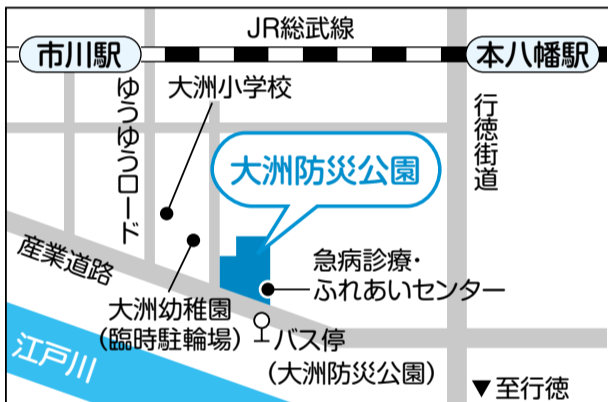 JR総武線
市川駅
本八幡駅
大洲小学校
ゆうゆうロード
行徳街道
大洲防災公園
産業道路
急病診療・
ふれあいセンター
大洲幼稚園
（臨時駐輪場）
バス停
（大洲防災公園）
江戸川
▼至行徳